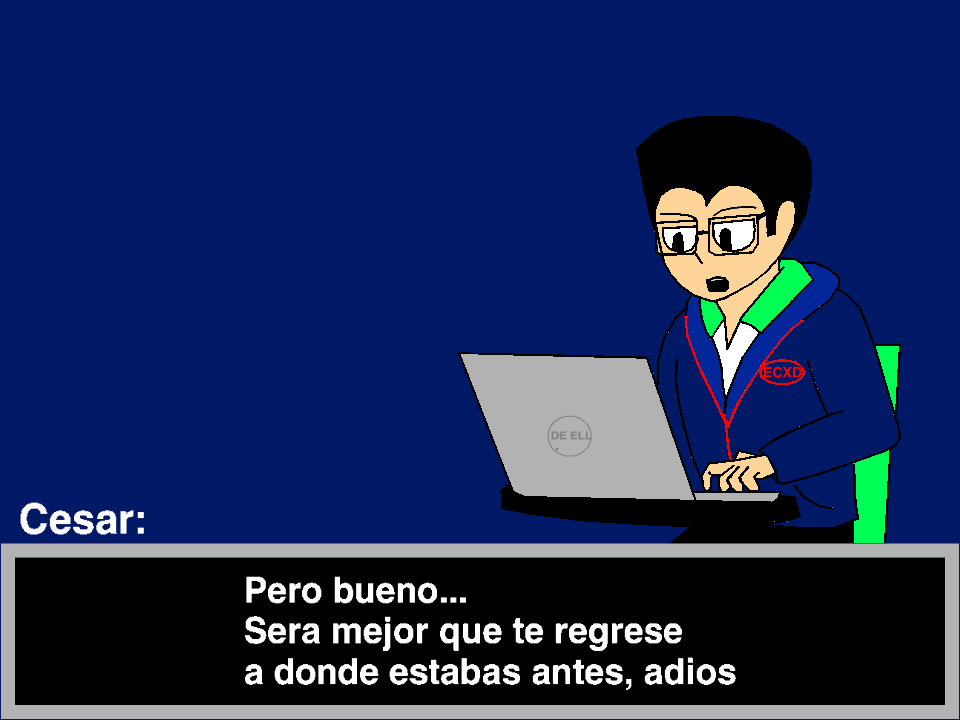 ECXD
DE ELL
Cesar:
Pero bueno...
Sera mejor que te regrese
a donde estabas antes, adios